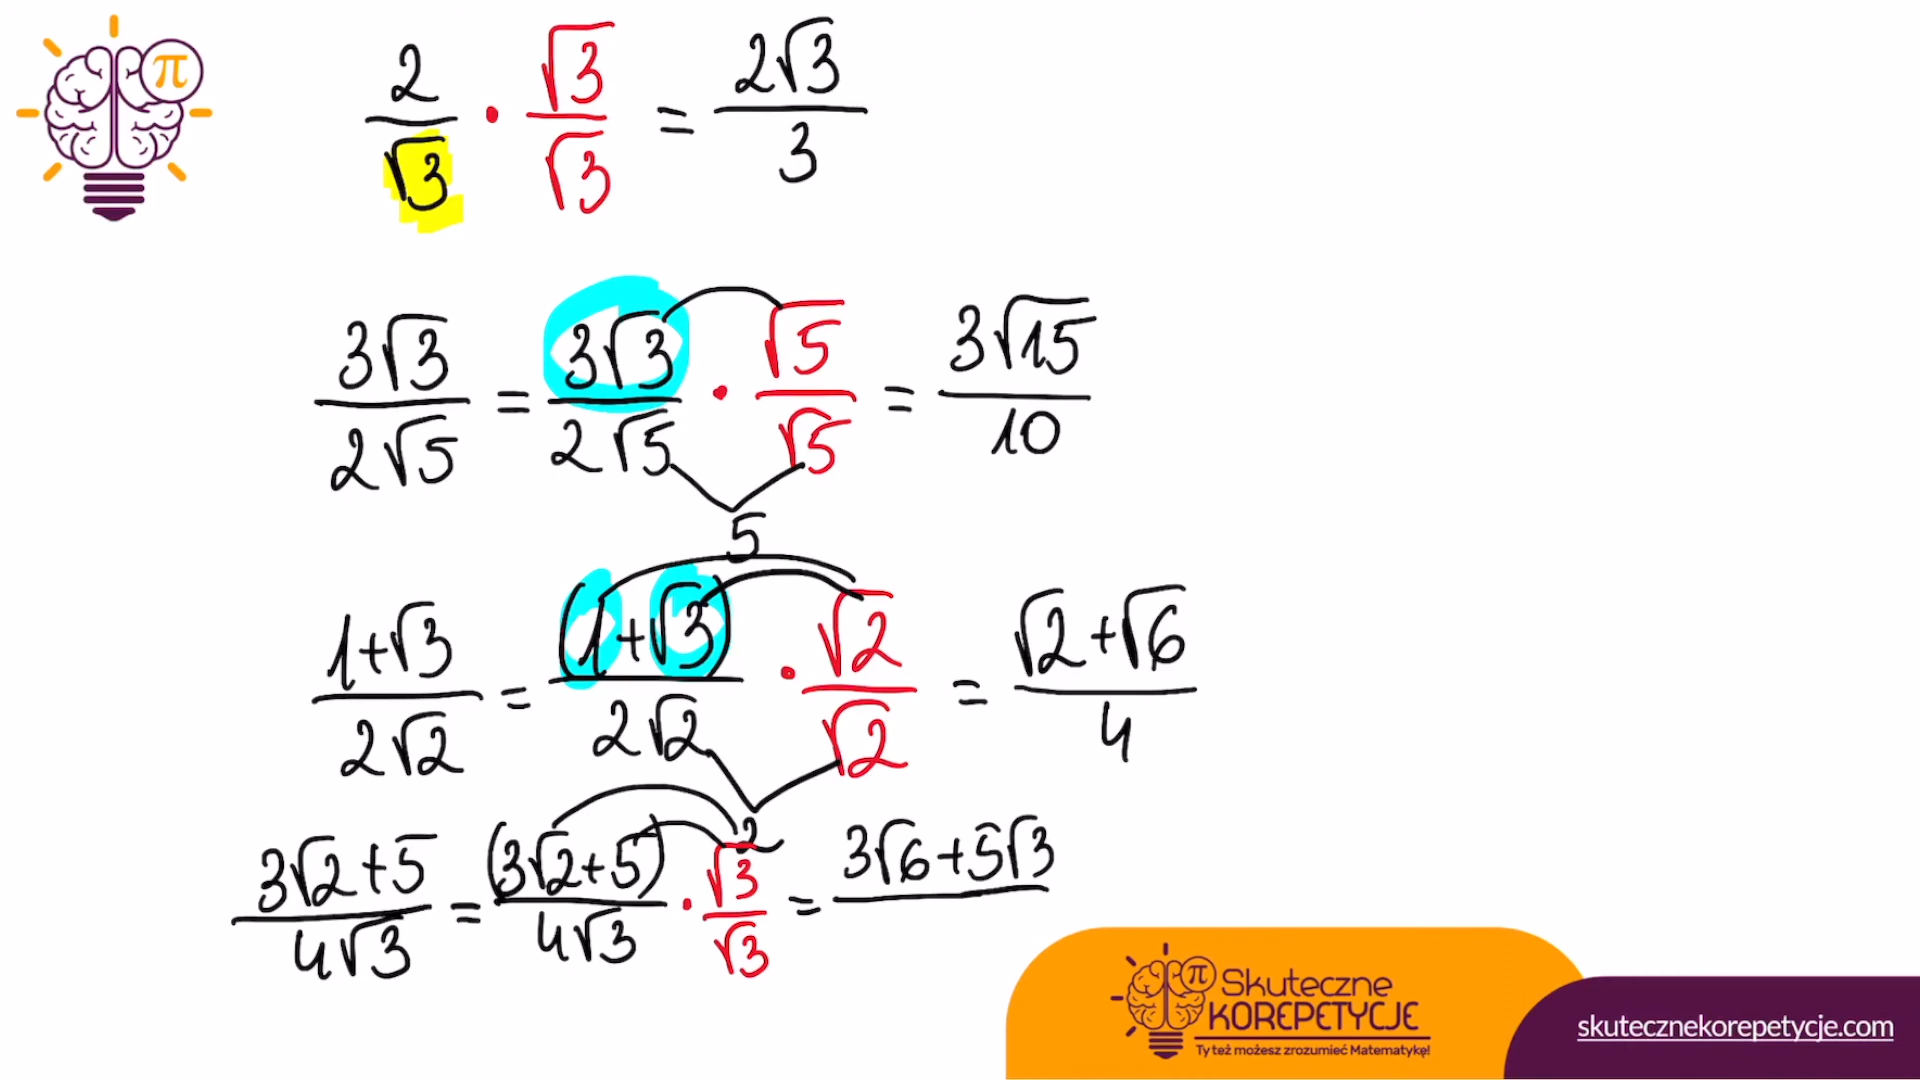 π
2/√3 · √3/√3 = 2√3/3
3√3/2√5 = 3√3/2√5 · √5/√5 = 3√15/10
5
1+√3/2√2 = (1+√3)/2√2 · √2/√2 = √2+√6/4
2
3√2+5/4√3 = (3√2+5)/4√3 · √3/√3 = 3√6+5√3
π
Skuteczne
KOREPETYCJE
Ty też możesz zrozumieć Matematykę!
skutecznekorepetycje.com